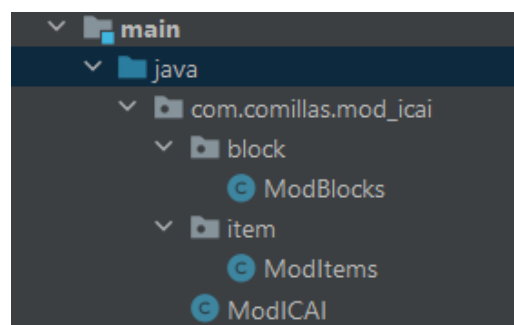 main
java
com.comillas.mod_icai
block
ModBlocks
item
ModItems
ModICAI